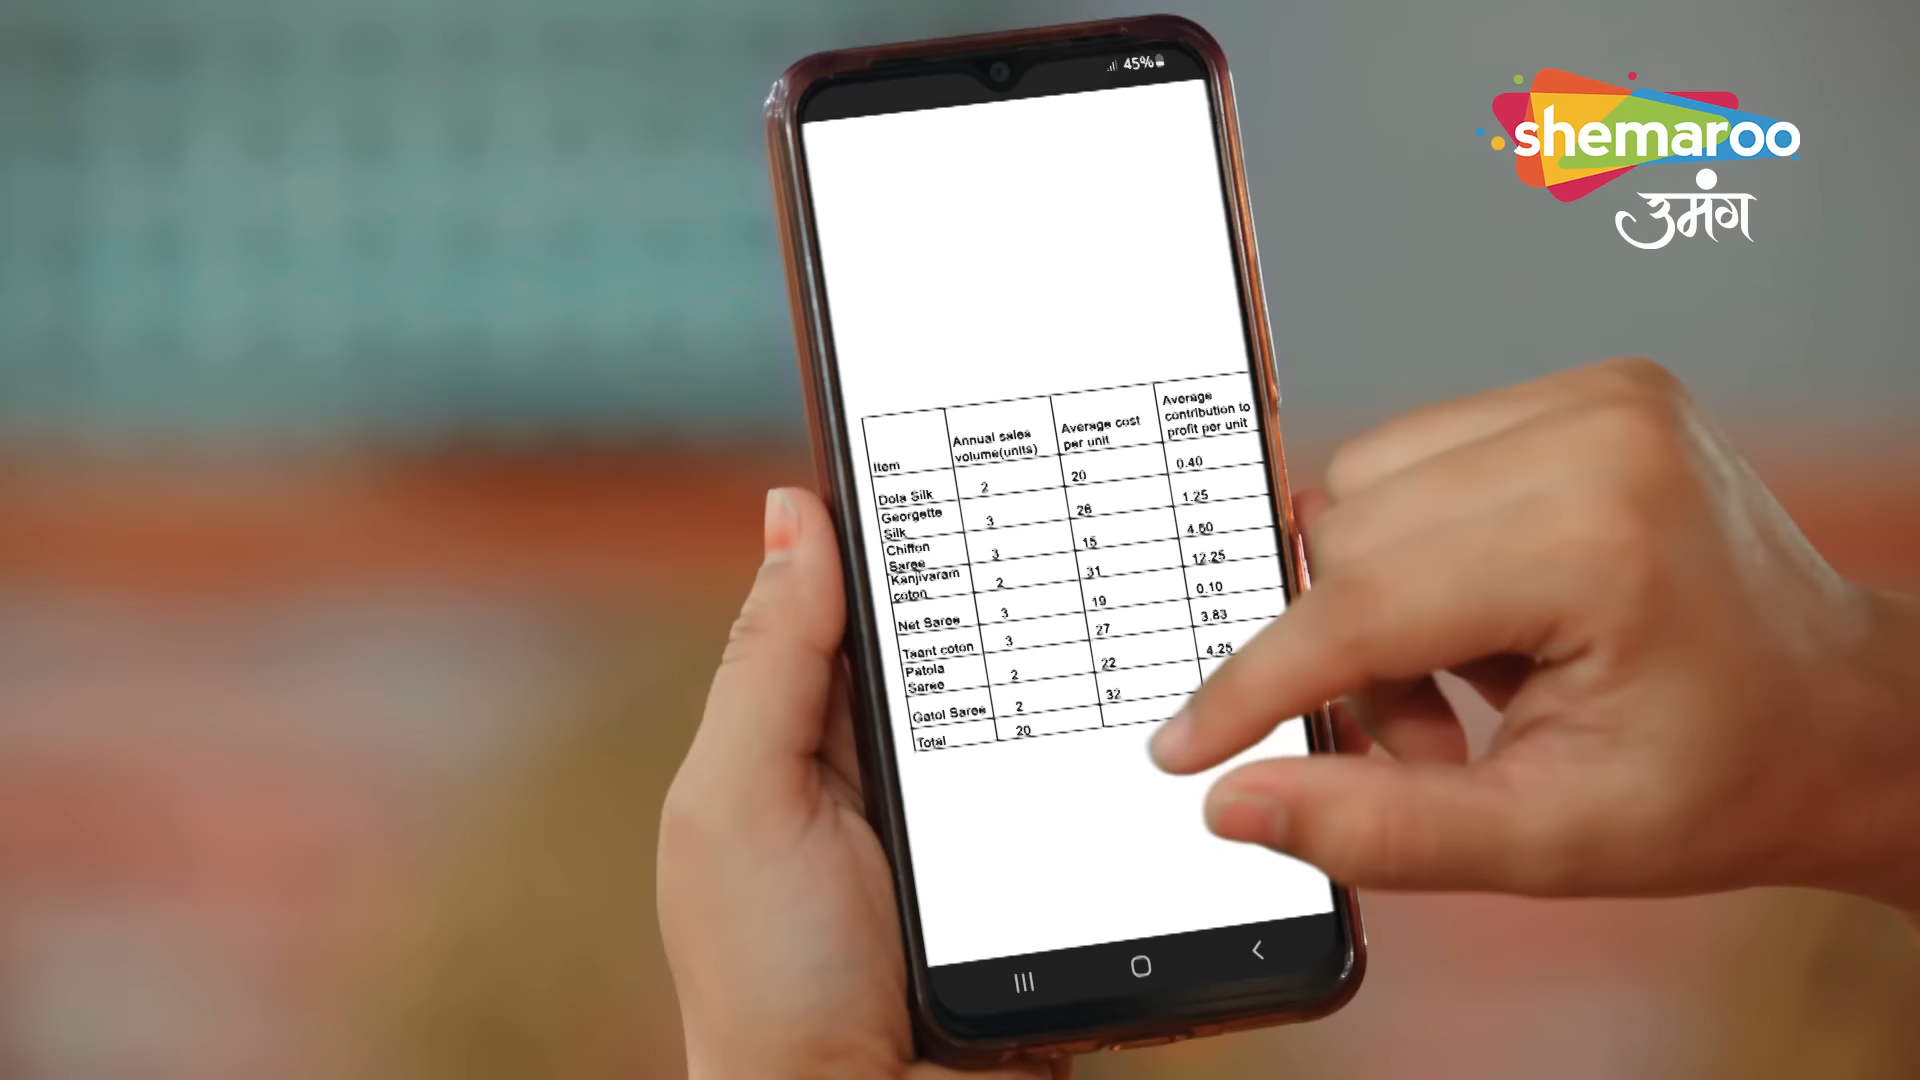 45%
shemaroo
उमंग
Item
Annual sales
volume(units)
Average cost
per unit
Average
contribution to
profit per unit
Dola Silk 2 20 0.40
Georgette
Silk 3 26 1.25
Chiffon
Saree 3 15 4.50
Kanjivaram
coton 2 31 12.25
Net Saree 3 19 0.10
Taant coton 3 27 3.83
Patola
Saree 2 22 4.25
Gatol Saree 2 32
Total 20